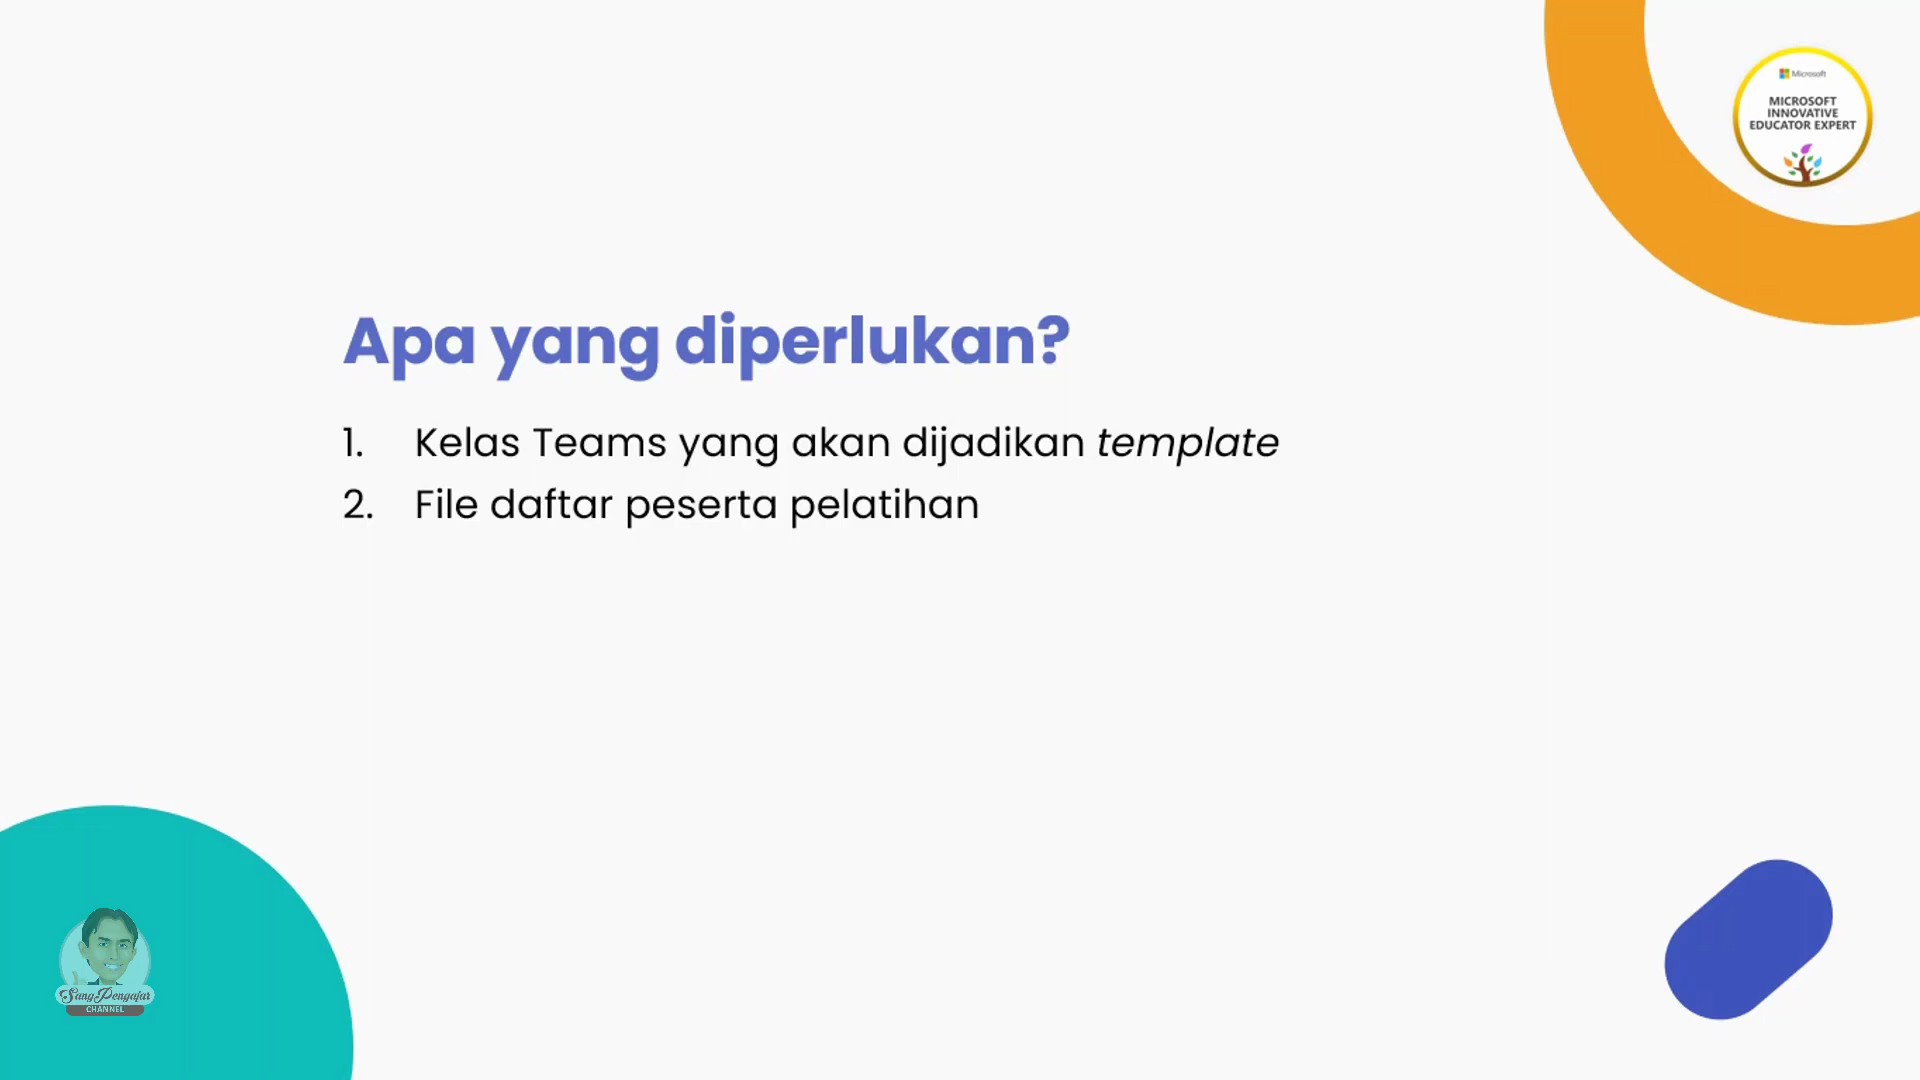 Microsoft
MICROSOFT
INNOVATIVE
EDUCATOR EXPERT
Apa yang diperlukan?
1. Kelas Teams yang akan dijadikan template
2. File daftar peserta pelatihan
Sang Pengajar
CHANNEL